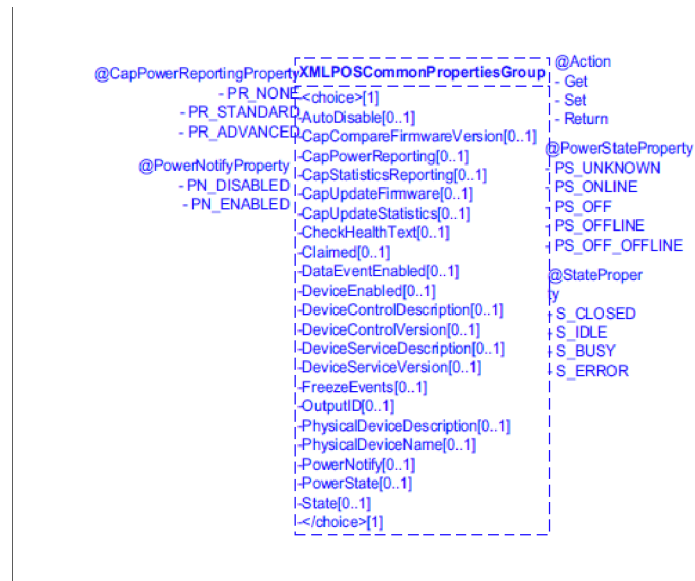 @CapPowerReportingProperty
- PR_NONE
- PR_STANDARD
- PR_ADVANCED
@PowerNotifyProperty
- PN_DISABLED
- PN_ENABLED
XMLPOSCommonPropertiesGroup
-<choice>[1]
-AutoDisable[0..1]
-CapCompareFirmwareVersion[0..1]
-CapPowerReporting[0..1]
-CapStatisticsReporting[0..1]
-CapUpdateFirmware[0..1]
-CapUpdateStatistics[0..1]
-CheckHealthText[0..1]
-Claimed[0..1]
-DataEventEnabled[0..1]
-DeviceEnabled[0..1]
-DeviceControlDescription[0..1]
-DeviceControlVersion[0..1]
-DeviceServiceDescription[0..1]
-DeviceServiceVersion[0..1]
-FreezeEvents[0..1]
-OutputID[0..1]
-PhysicalDeviceDescription[0..1]
-PhysicalDeviceName[0..1]
-PowerNotify[0..1]
-PowerState[0..1]
-State[0..1]
-</choice>[1]
@Action
- Get
- Set
- Return
@PowerStateProperty
- PS_UNKNOWN
- PS_ONLINE
- PS_OFF
- PS_OFFLINE
- PS_OFF_OFFLINE
@StateProper
ty
- S_CLOSED
- S_IDLE
- S_BUSY
- S_ERROR